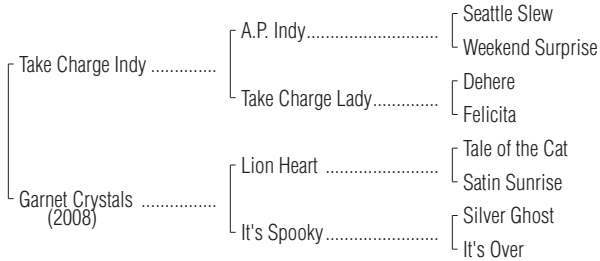 Seattle Slew
A.P. Indy..........................
Weekend Surprise
Take Charge Indy ..............
Dehere
Take Charge Lady.............
Felicita
Tale of the Cat
Lion Heart ......................
Satin Sunrise
Garnet Crystals ................
(2008)
Silver Ghost
It's Spooky......................
It's Over